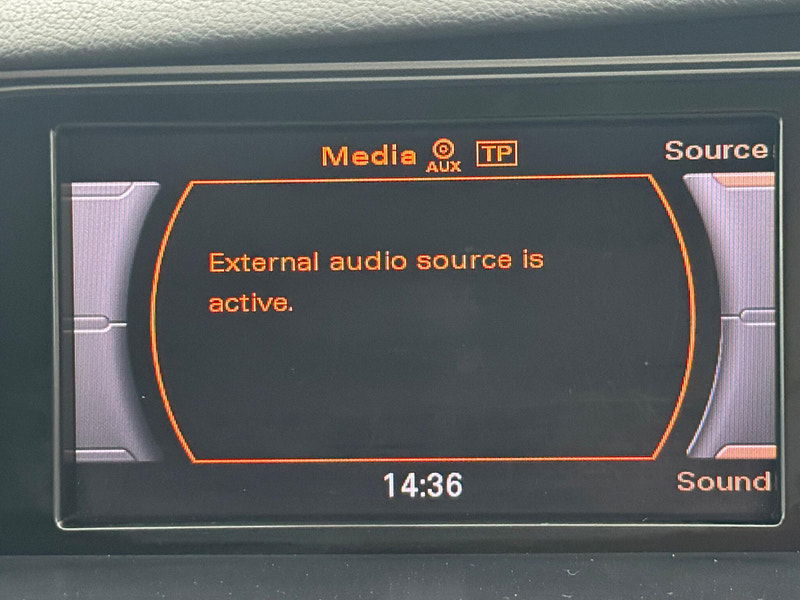 Media AUX TP Source
External audio source is
active.
14:36 Sound